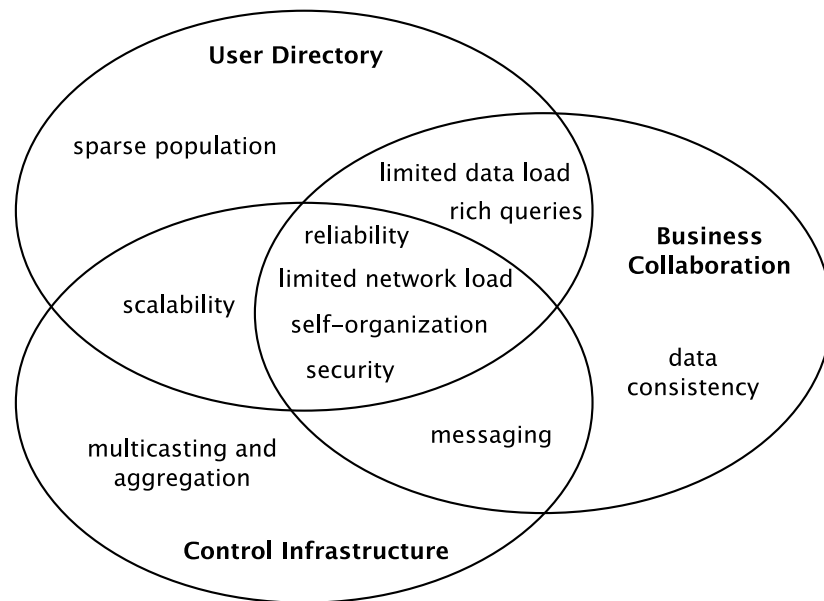 User Directory
sparse population
limited data load
rich queries
reliability
Business
Collaboration
limited network load
scalability
self-organization
security
data
consistency
messaging
multicasting and
aggregation
Control Infrastructure